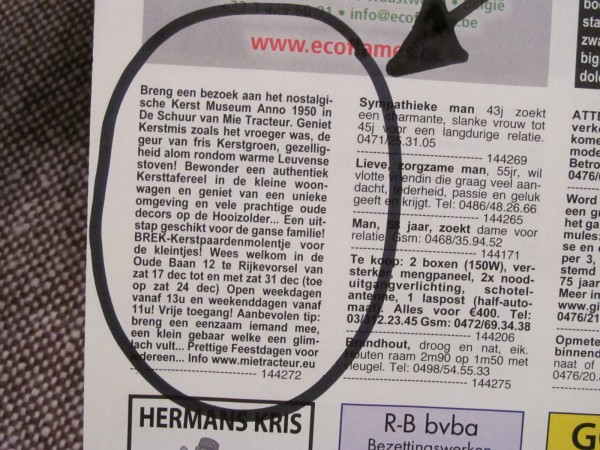 info@ecoflame
www.ecoflame
Breng een bezoek aan het nostalgi-
sche Kerst Museum Anno 1950 in
De Schuur van Mie Tracteur. Geniet
Kerstmis zoals het vroeger was, de
geur van fris Kerstgroen, gezellig-
heid alom rondom warme Leuvense
stoven! Bewonder een authentiek
Kersttafereel in de kleine woon-
wagen en geniet van een unieke
omgeving en vele prachtige oude
decors op de Hooizolder... Een uit-
stap geschikt voor de ganse familie!
BREK-Kerstpaardenmolentje voor
de kleintjes! Wees welkom in de
Oude Baan 12 te Rijkevorsel van
zat 17 dec tot en met zat 31 dec (toe
op zat 24 dec) Open weekdagen
vanaf 13u en weekenddagen vanaf
11u! Vrije toegang! Aanbevolen tip:
breng een eenzaam iemand mee,
een klein gebaar welke een glim-
lach vult... Prettige Feestdagen voor
iedereen... Info www.mietracteur.eu
144272
HERMANS KRIS
Sympathieke man 43j zoekt
een charmante, slanke vrouw tot
45j voor een langdurige relatie.
0471/25.31.05
144269
Lieve, zorgzame man, 55jr, wil
vlotte vriendin die graag veel aan-
dacht, tederheid, passie en geluk
geeft en krijgt. Tel: 0486/48.26.66
144265
Man, 58 jaar, zoekt dame voor
relatie. Gsm: 0468/35.94.52
144171
Te koop: 2 boxen (150W), ver-
sterker, mengpaneel, 2x nood-
uitgangverlichting, schotel-
antenne, 1 laspost (half-auto-
maat). Alles voor €400. Tel:
03/312.23.45 Gsm: 0472/69.34.38
144206
Brandhout, droog en nat, eik.
Houten raam 2m90 op 1m50 met
vleugel. Tel: 0498/54.55.33
144275
R-B bvba
Bezettingswerken